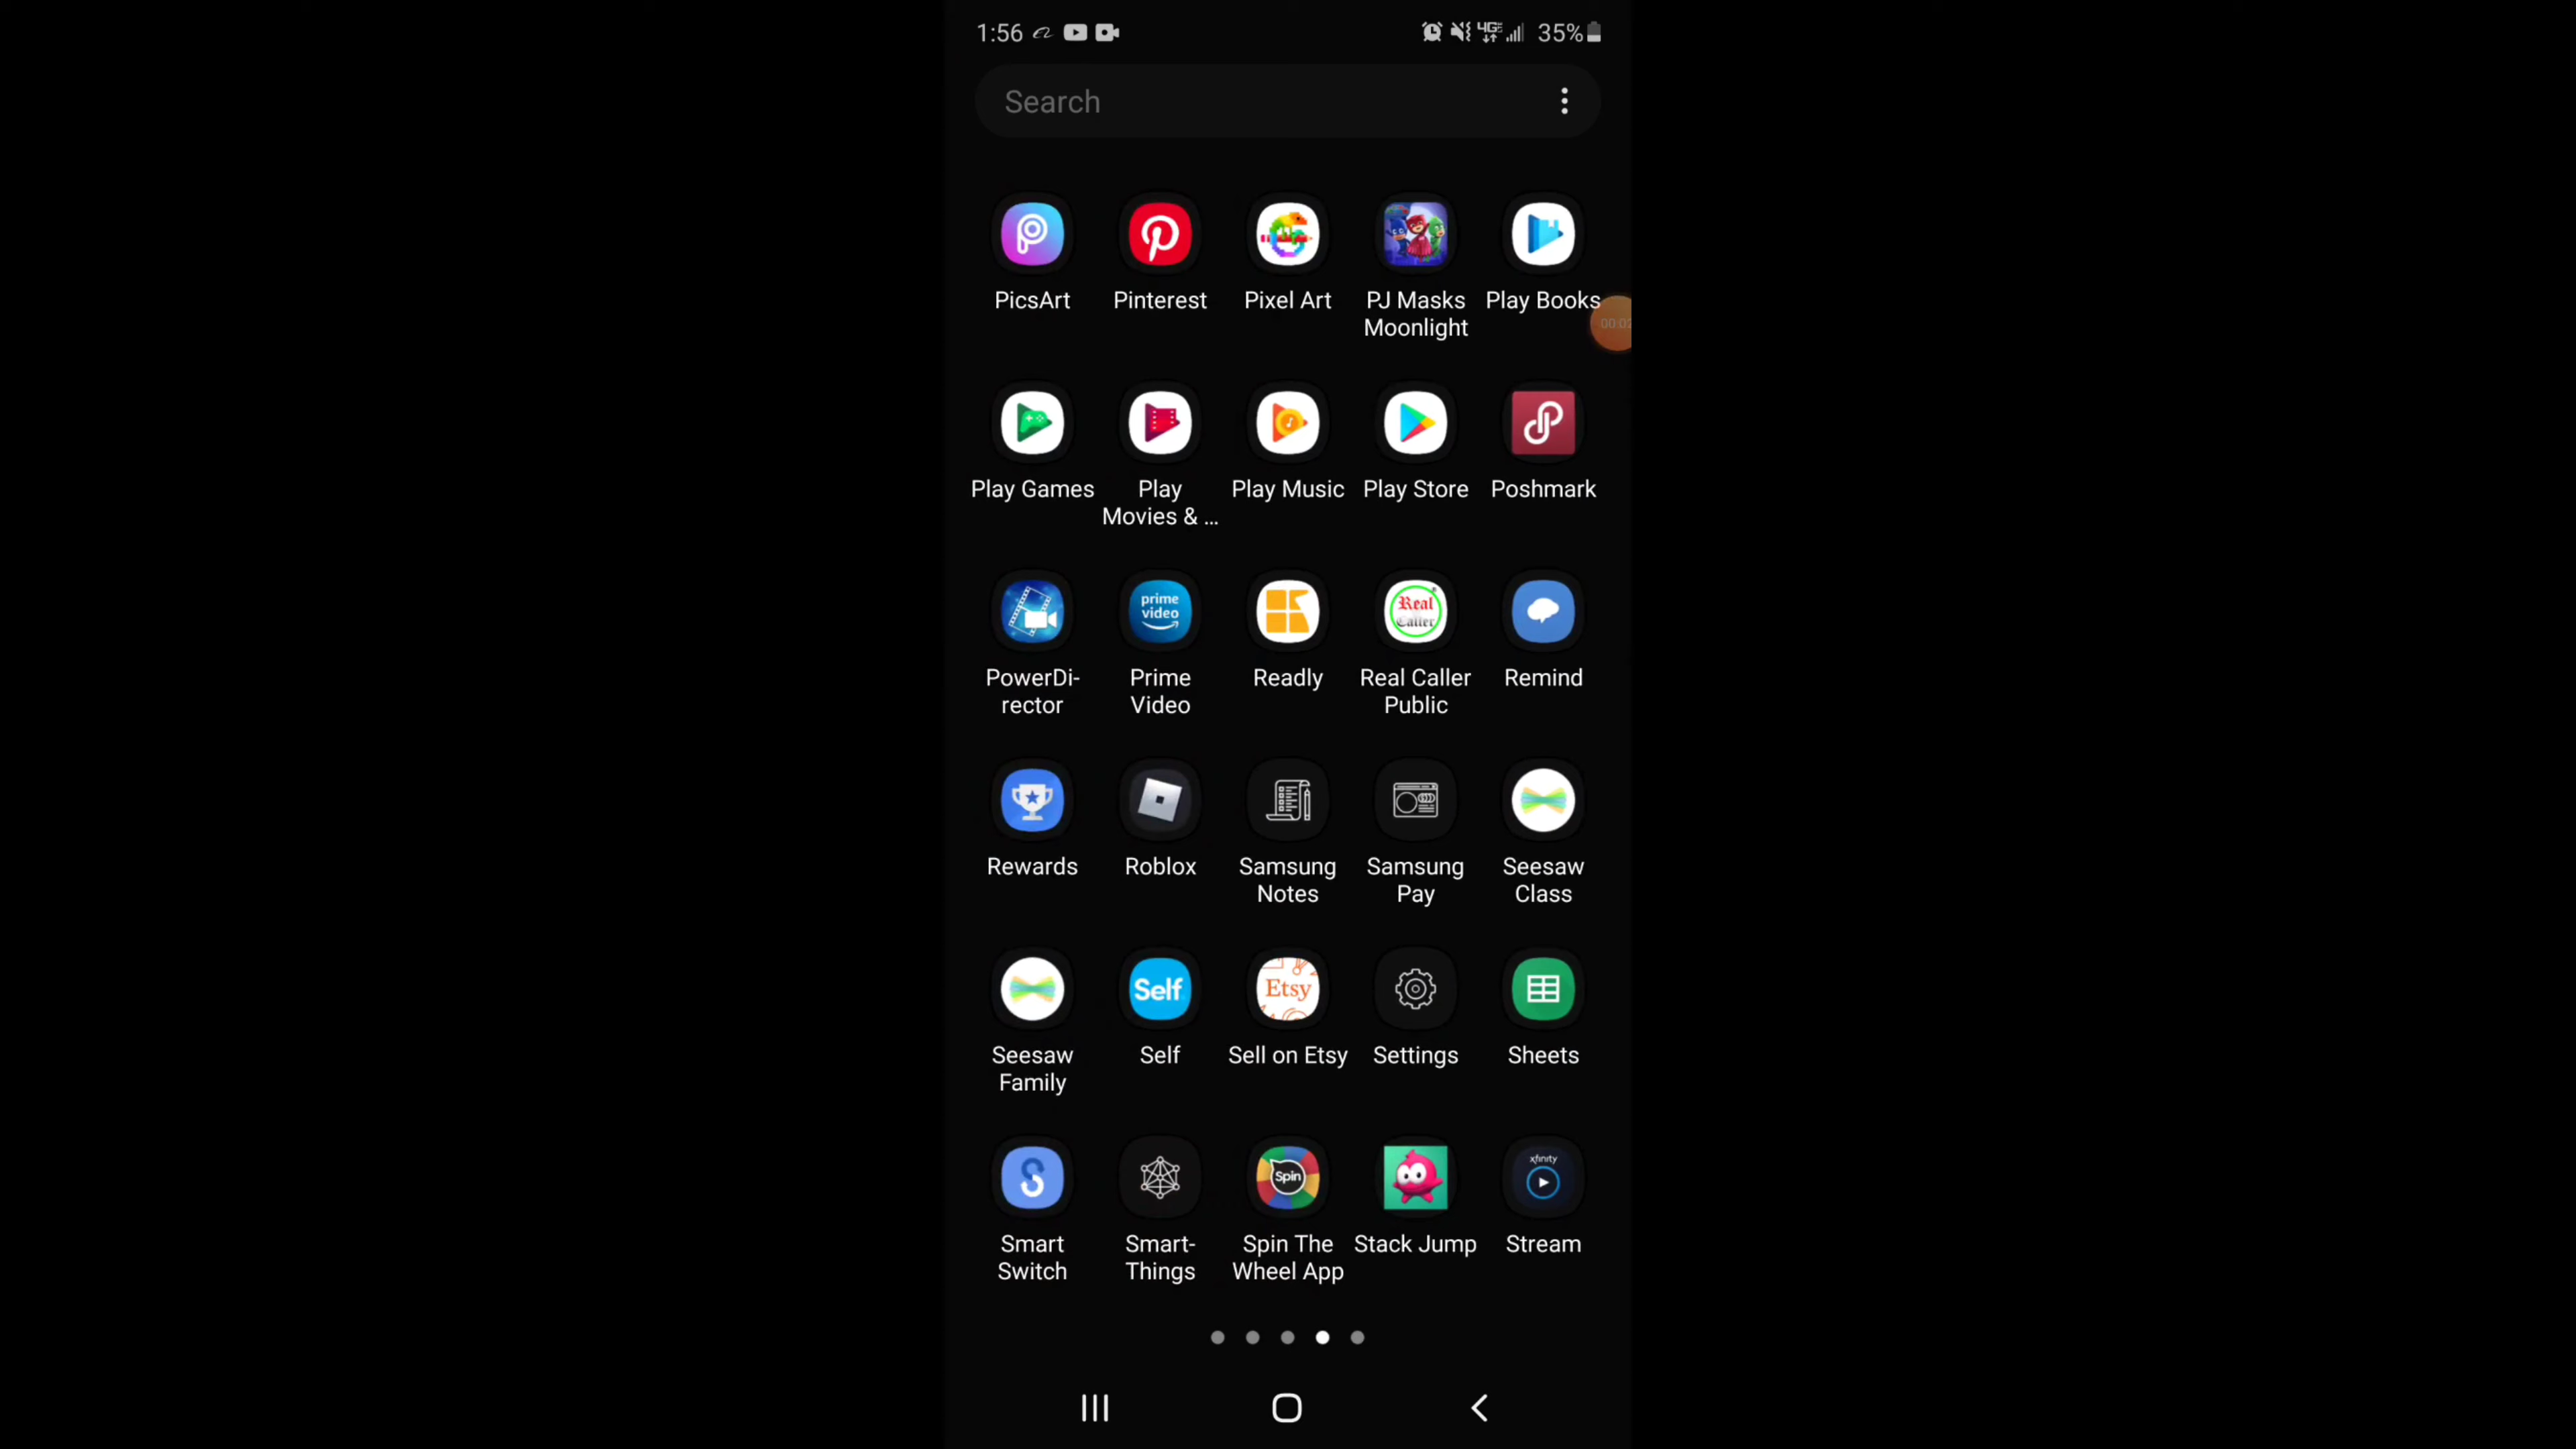 1:56
4GE
35%
Search
PicsArt Pinterest Pixel Art PJ Masks Play Books
Moonlight
00:02
Play Games Play Play Music Play Store Poshmark
Movies & ...
prime
video
Real
Caller
PowerDi- Prime Readly Real Caller Remind
rector Video Public
Rewards Roblox Samsung Samsung Seesaw
Notes Pay Class
Self
Etsy
Seesaw Self Sell on Etsy Settings Sheets
Family
Spin
xfinity
Smart Smart- Spin The Stack Jump Stream
Switch Things Wheel App